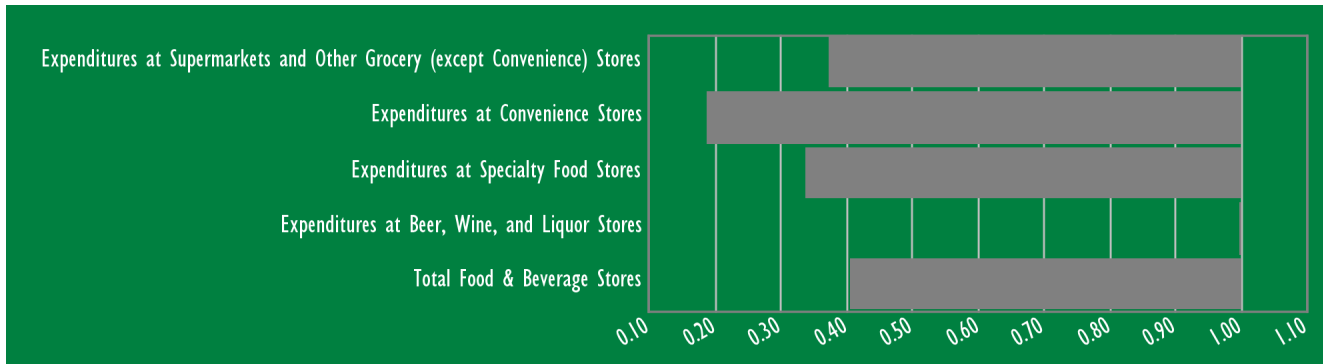 Expenditures at Supermarkets and Other Grocery (except Convenience) Stores
Expenditures at Convenience Stores
Expenditures at Specialty Food Stores
Expenditures at Beer, Wine, and Liquor Stores
Total Food & Beverage Stores
0.10 0.20 0.30 0.40 0.50 0.60 0.70 0.80 0.90 1.00 1.10